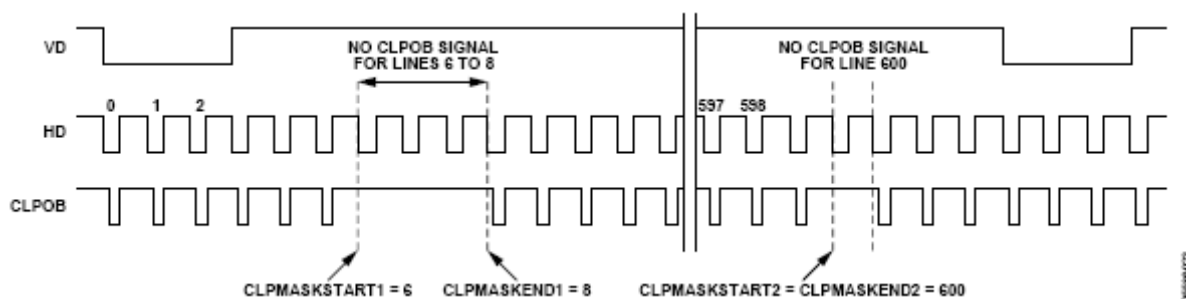 VD
NO CLPOB SIGNAL
FOR LINES 6 TO 8
NO CLPOB SIGNAL
FOR LINE 600
HD
0 1 2
597 598
CLPOB
CLPMASKSTART1 = 6
CLPMASKEND1 = 8
CLPMASKSTART2 = CLPMASKEND2 = 600